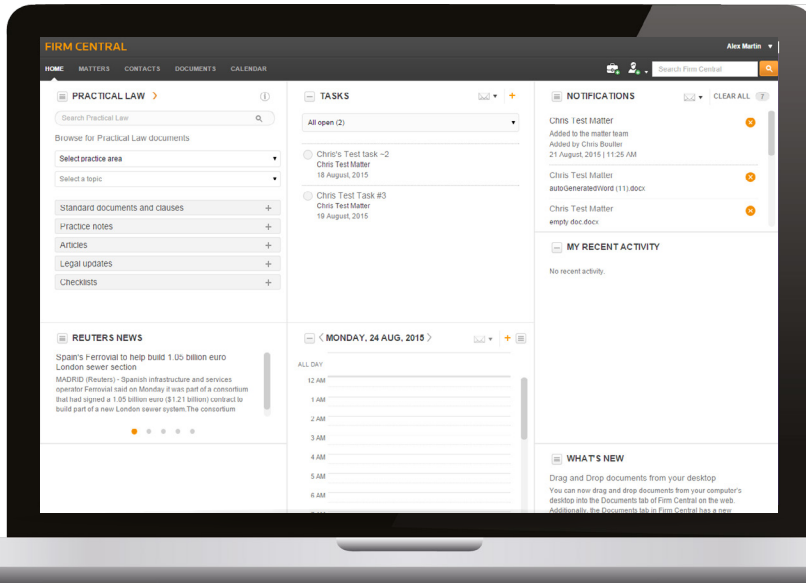 FIRM CENTRAL
Alex Martin
HOME MATTERS CONTACTS DOCUMENTS CALENDAR
Search Firm Central
PRACTICAL LAW
Search Practical Law
Browse for Practical Law documents
Select practice area
Select a topic
Standard documents and clauses
Practice notes
Articles
Legal updates
Checklists
TASKS
All open (2)
Chris's Test task –2
Chris Test Matter
18 August, 2015
Chris Test Task #3
Chris Test Matter
19 August, 2015
NOTIFICATIONS
CLEAR ALL 7
Chris Test Matter
Added to the matter team
Added by Chris Boulter
21 August, 2015 | 11:25 AM
Chris Test Matter
autoGeneratedWord (11).docx
Chris Test Matter
empty doc.docx
MY RECENT ACTIVITY
No recent activity.
REUTERS NEWS
Spain's Ferrovial to help build 1.05 billion euro
London sewer section
MADRID (Reuters) - Spanish infrastructure and services
operator Ferrovial said on Monday it was part of a consortium
that had signed a 1.05 billion euro ($1.21 billion) contract to
build part of a new London sewer system.The consortium
MONDAY, 24 AUG, 2015
ALL DAY
12 AM
1 AM
2 AM
3 AM
4 AM
5 AM
6 AM
WHAT'S NEW
Drag and Drop documents from your desktop
You can now drag and drop documents from your computer's
desktop into the Documents tab of Firm Central on the web.
Additionally, the Documents tab in Firm Central has a new